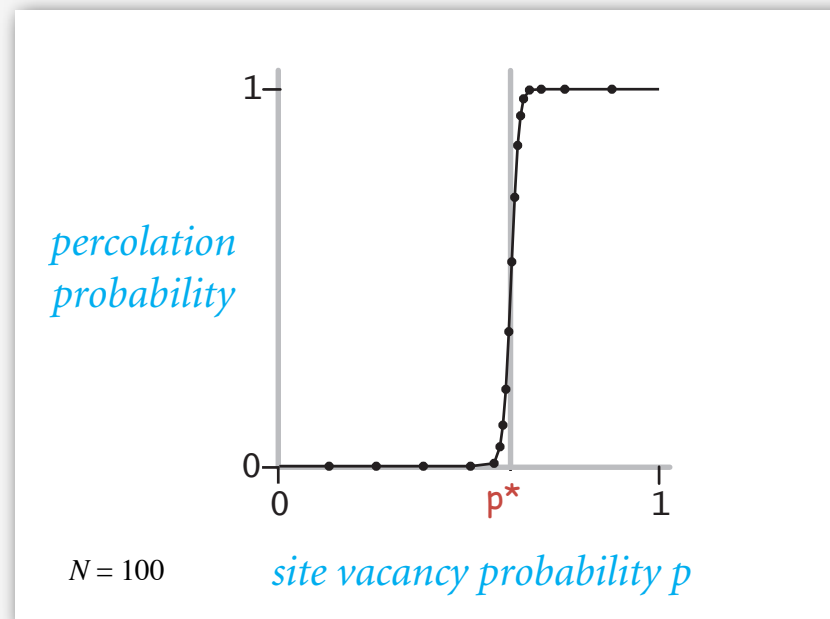 1
percolation
probability
0
0
p*
1
N = 100
site vacancy probability p